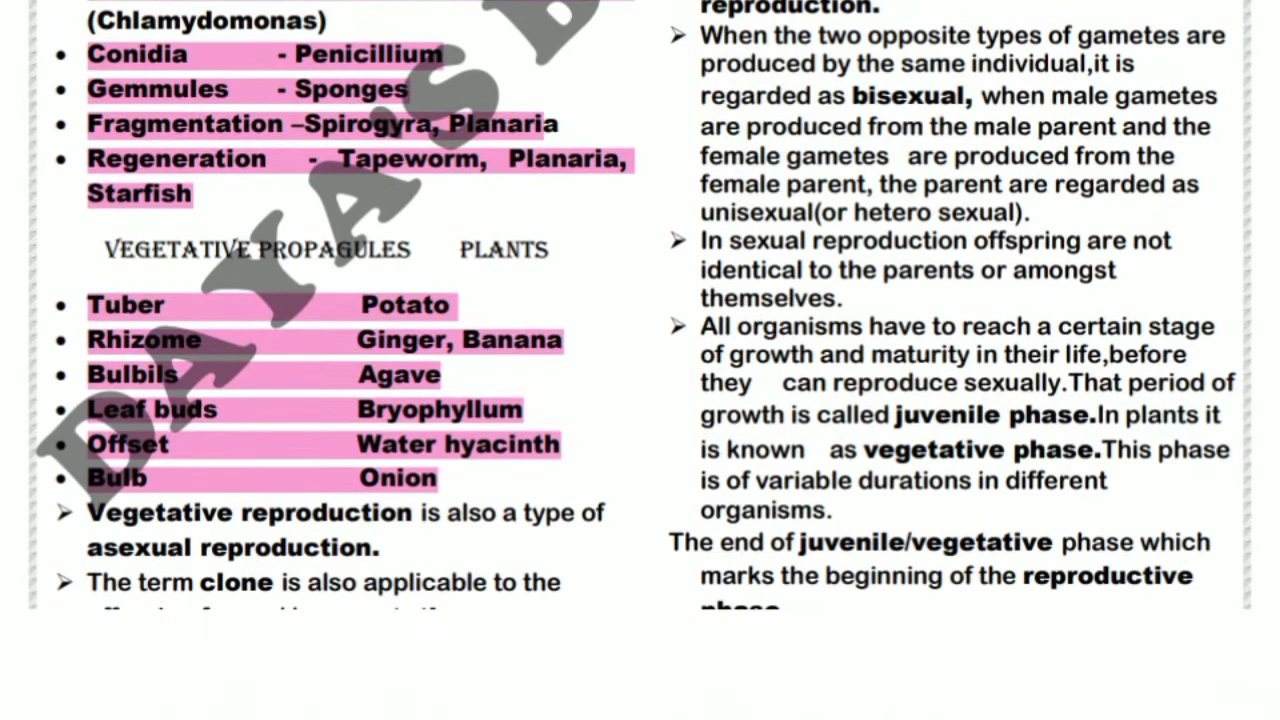 (Chlamydomonas)
• Conidia - Penicillium
• Gemmules - Sponges
• Fragmentation –Spirogyra, Planaria
• Regeneration - Tapeworm, Planaria,
Starfish
VEGETATIVE PROPAGULES PLANTS
• Tuber Potato
• Rhizome Ginger, Banana
• Bulbils Agave
• Leaf buds Bryophyllum
• Offset Water hyacinth
• Bulb Onion
➢ Vegetative reproduction is also a type of
asexual reproduction.
➢ The term clone is also applicable to the
reproduction.
➢ When the two opposite types of gametes are
produced by the same individual,it is
regarded as bisexual, when male gametes
are produced from the male parent and the
female gametes are produced from the
female parent, the parent are regarded as
unisexual(or hetero sexual).
➢ In sexual reproduction offspring are not
identical to the parents or amongst
themselves.
➢ All organisms have to reach a certain stage
of growth and maturity in their life,before
they can reproduce sexually.That period of
growth is called juvenile phase.In plants it
is known as vegetative phase.This phase
is of variable durations in different
organisms.
The end of juvenile/vegetative phase which
marks the beginning of the reproductive
phase
DAYA'S